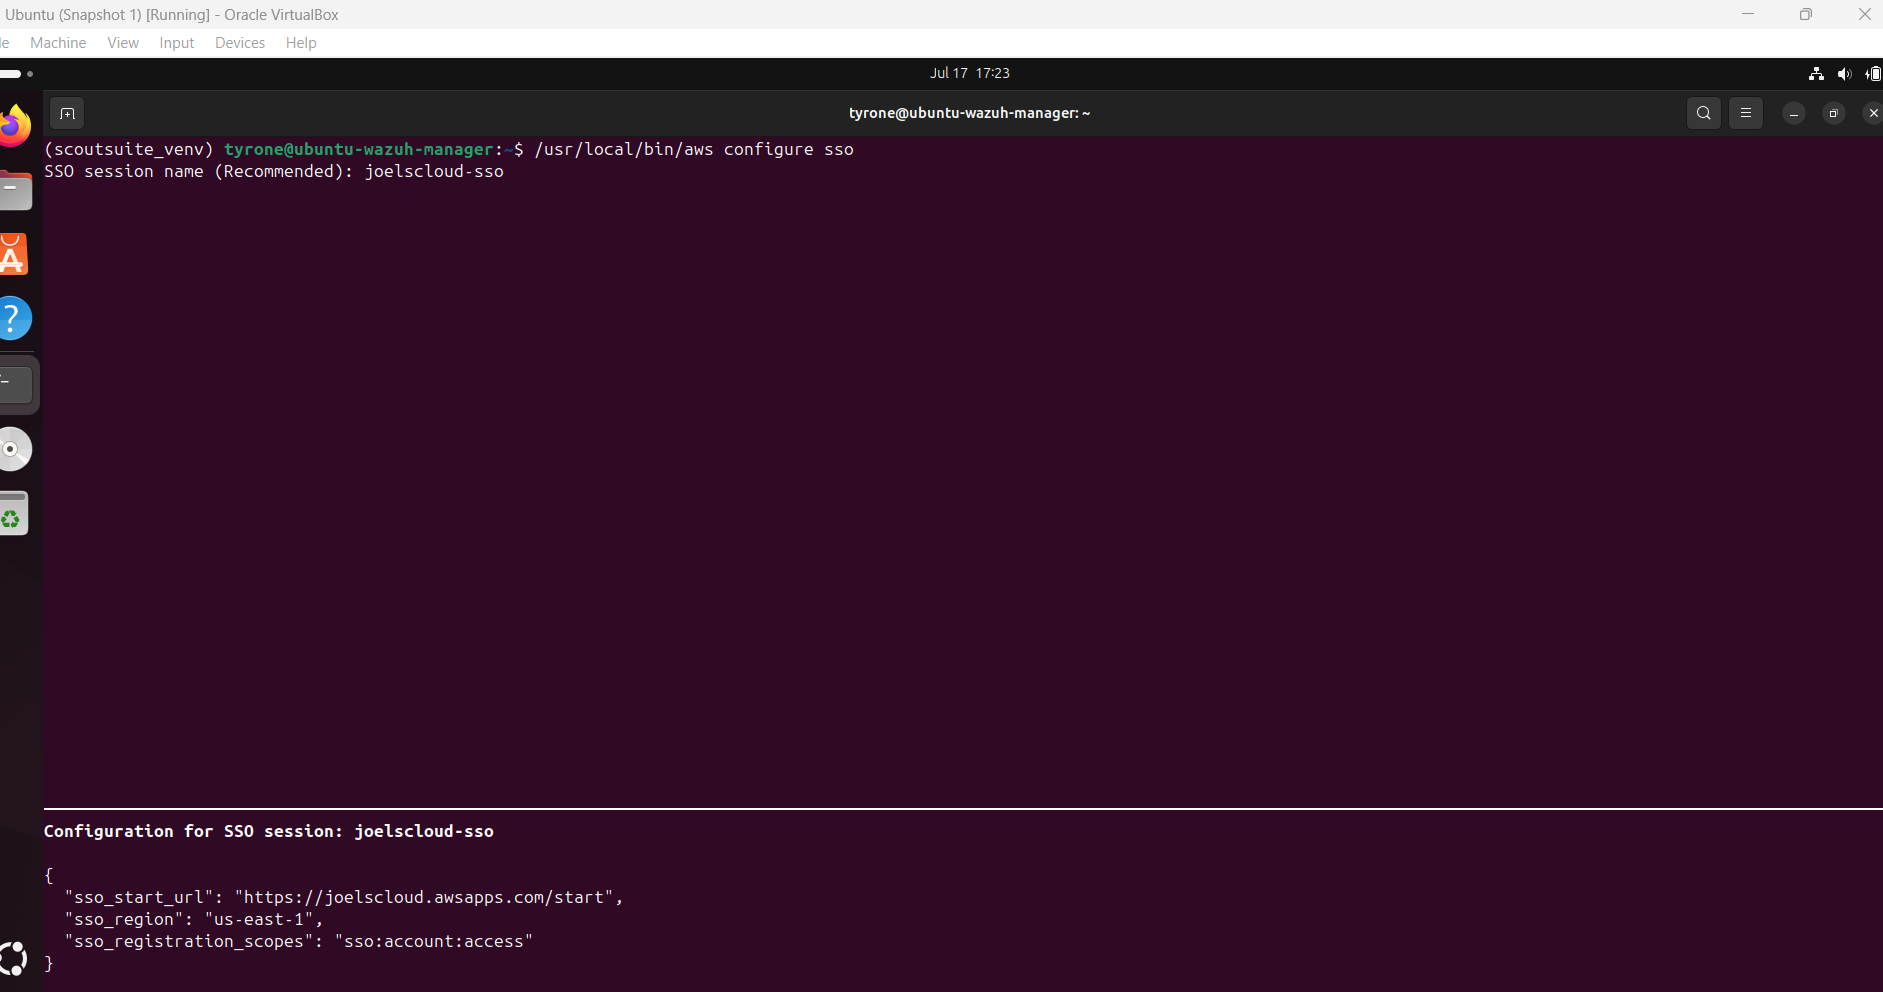 Ubuntu (Snapshot 1) [Running] - Oracle VirtualBox
le Machine View Input Devices Help
Jul 17 17:23
tyrone@ubuntu-wazuh-manager: ~
(scoutsuite_venv) tyrone@ubuntu-wazuh-manager:~$ /usr/local/bin/aws configure sso
SSO session name (Recommended): joelscloud-sso
Configuration for SSO session: joelscloud-sso
{
"sso_start_url": "https://joelscloud.awsapps.com/start",
"sso_region": "us-east-1",
"sso_registration_scopes": "sso:account:access"
}